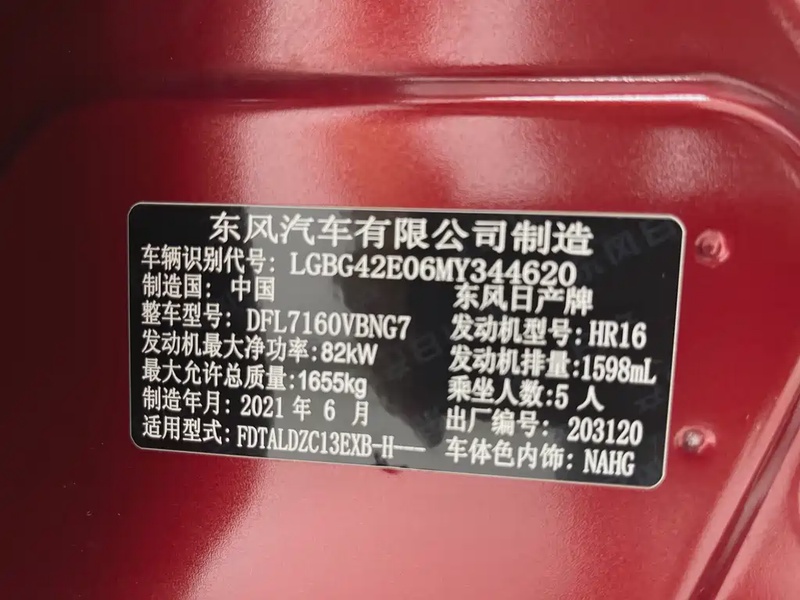 东风汽车有限公司制造
车辆识别代号: LGBG42E06MY344620
制造国: 中国 东风日产牌
整车型号: DFL7160VBNG7 发动机型号: HR16
发动机最大净功率: 82kW 发动机排量: 1598mL
最大允许总质量: 1655kg 乘坐人数: 5 人
制造年月: 2021 年 6 月 出厂编号: 203120
适用型式: FDTALDZC13EXB-H-— 车体色内饰: NAHG